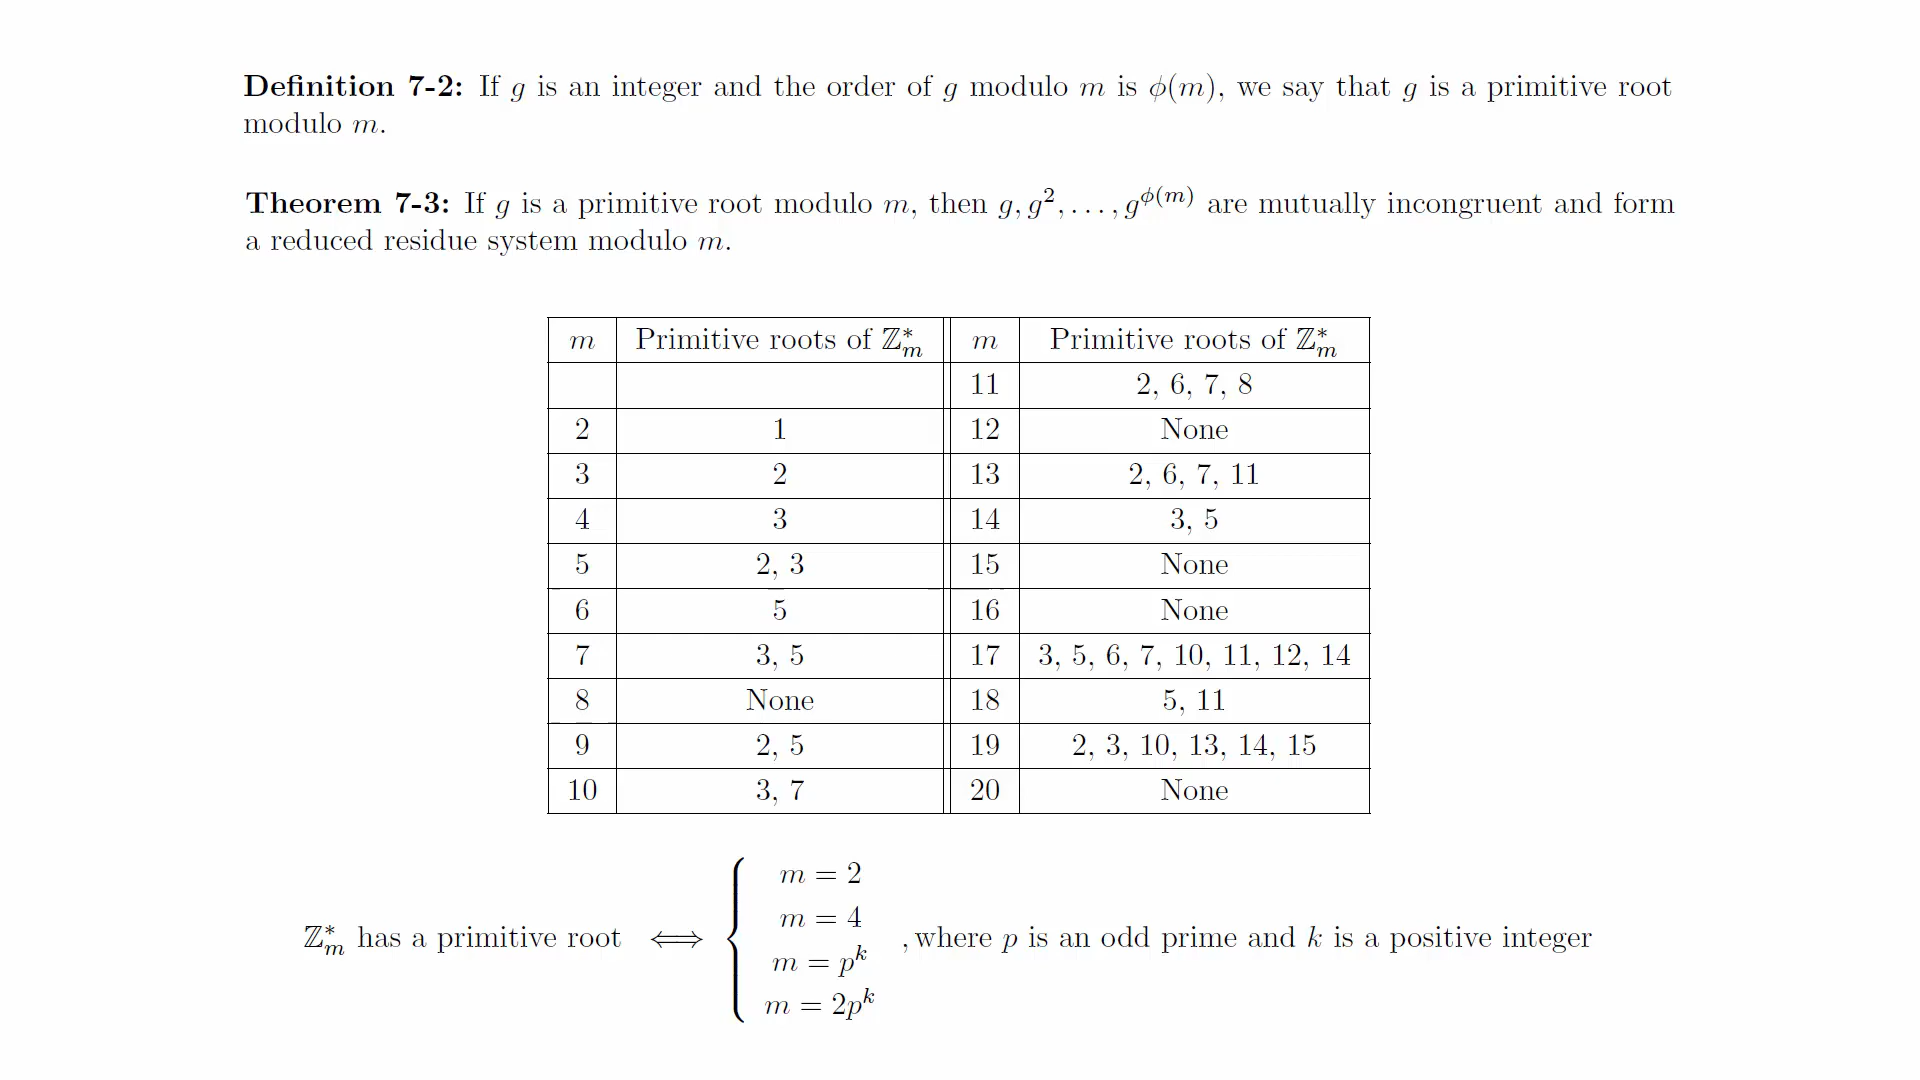 Definition 7-2: If g is an integer and the order of g modulo m is ϕ(m), we say that g is a primitive root
modulo m.
Theorem 7-3: If g is a primitive root modulo m, then g, g², . . . , g^{ϕ(m)} are mutually incongruent and form
a reduced residue system modulo m.
m Primitive roots of ℤ*ₘ m Primitive roots of ℤ*ₘ
11 2, 6, 7, 8
2 1 12 None
3 2 13 2, 6, 7, 11
4 3 14 3, 5
5 2, 3 15 None
6 5 16 None
7 3, 5 17 3, 5, 6, 7, 10, 11, 12, 14
8 None 18 5, 11
9 2, 5 19 2, 3, 10, 13, 14, 15
10 3, 7 20 None
m = 2
m = 4
ℤ*ₘ has a primitive root ⟺ { , where p is an odd prime and k is a positive integer
m = pᵏ
m = 2pᵏ